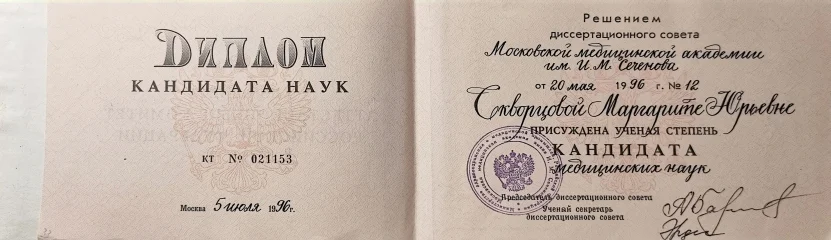 Диплом
КАНДИДАТА НАУК
КТ № 021153
Москва 5 июля 1996г.
Решением
диссертационного совета
Московской медицинской академии
им. И.М. Сеченова
от 20 мая 1996 г. № 12
Скворцовой Маргарите Юрьевне
ПРИСУЖДЕНА УЧЕНАЯ СТЕПЕНЬ
КАНДИДАТА
медицинских наук
Председатель диссертационного совета
Ученый секретарь
диссертационного совета